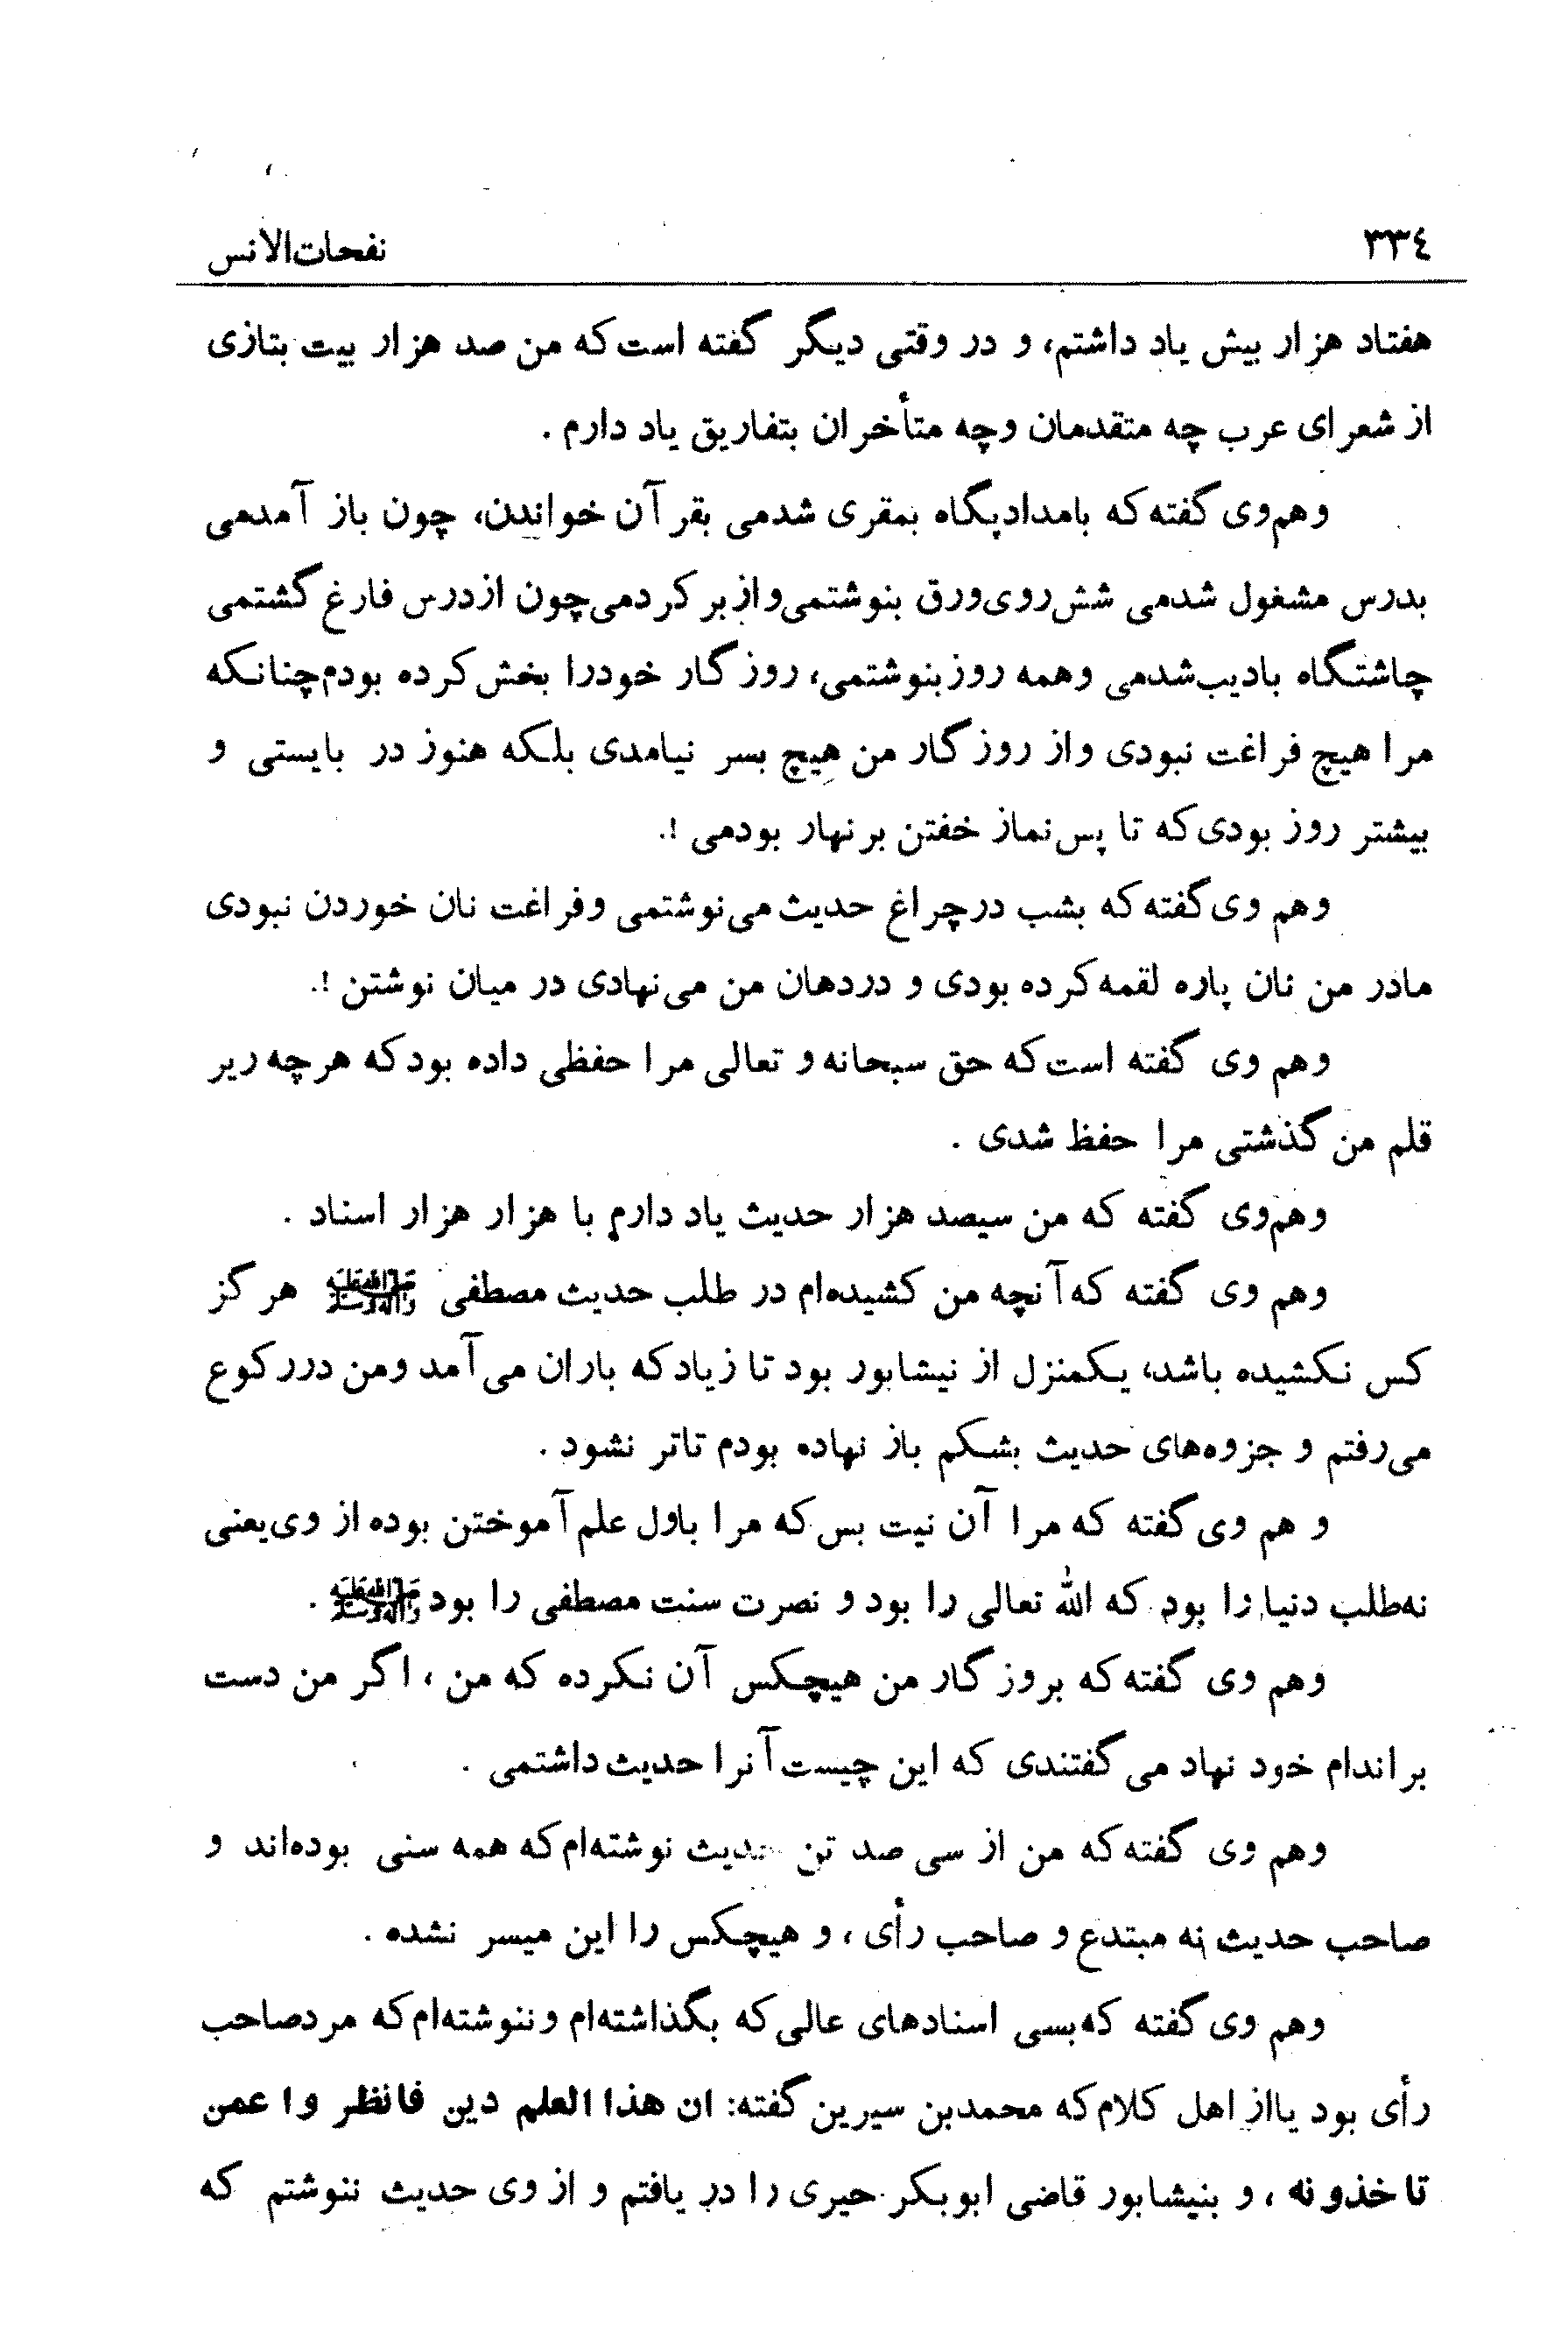 ٣٣٤
نفحات‌الانس
هفتاد هزار بیش یاد داشتم، و در وقتی دیگر گفته است که من صد هزار بیت بتازی
از شعرای عرب چه متقدمان وچه متأخران بتفاریق یاد دارم .
وهم‌وی گفته که بامدادپگاه بمقری شدمی بقرآن خواندن، چون باز آمدمی
بدرس مشغول شدمی شش‌روی‌ورق بنوشتمی‌وازبر کردمی‌چون ازدرس فارغ گشتمی
چاشتگاه بادیب‌شدمی وهمه روزبنوشتمی، روزگار خودرا بخش کرده بودم‌چنانکه
مرا هیچ فراغت نبودی واز روزگار من هیچ بسر نیامدی بلکه هنوز در بایستی و
بیشتر روز بودی‌که تا پس‌نماز خفتن برنهار بودمی !.
وهم وی‌گفته که بشب درچراغ حدیث می‌نوشتمی وفراغت نان خوردن نبودی
مادر من نان پاره لقمه کرده بودی و دردهان من می‌نهادی در میان نوشتن !.
وهم وی گفته است که حق سبحانه و تعالی مرا حفظی داده بودکه هرچه زیر
قلم من گذشتی مرا حفظ شدی .
وهم‌وی گفته که من سیصد هزار حدیث یاد دارم با هزار هزار اسناد .
وهم وی گفته که آنچه من کشیده‌ام در طلب حدیث مصطفی ﷺ هرگز
کس نکشیده باشد، یکمنزل از نیشابور بود تا زیادکه باران می‌آمد ومن دررکوع
می‌رفتم و جزوه‌های حدیث بشکم باز نهاده بودم تاتر نشود .
و هم وی گفته که مرا آن نیت بس که مرا باول علم آموختن بوده از وی‌یعنی
نه‌طلب دنیا را بود که الله تعالی را بود و نصرت سنت مصطفی را بود ﷺ .
وهم وی گفته که بروزگار من هیچکس آن نکرده که من ، اگر من دست
براندام خود نهاد می گفتندی که این چیست آنرا حدیث داشتمی .
وهم وی گفته که من از سی صد تن حدیث نوشته‌ام که همه سنی بوده‌اند و
صاحب حدیث نه مبتدع و صاحب رأی ، و هیچکس را این میسر نشده .
وهم وی گفته که بسی اسنادهای عالی که بگذاشته‌ام وننوشته‌ام که مردصاحب
رأی بود یااز اهل کلام که محمدبن سیرین گفته: ان هذا العلم دین فانظر وا عمن
تاخذونه ، و بنیشابور قاضی ابوبکر حیری را در یافتم و از وی حدیث ننوشتم که